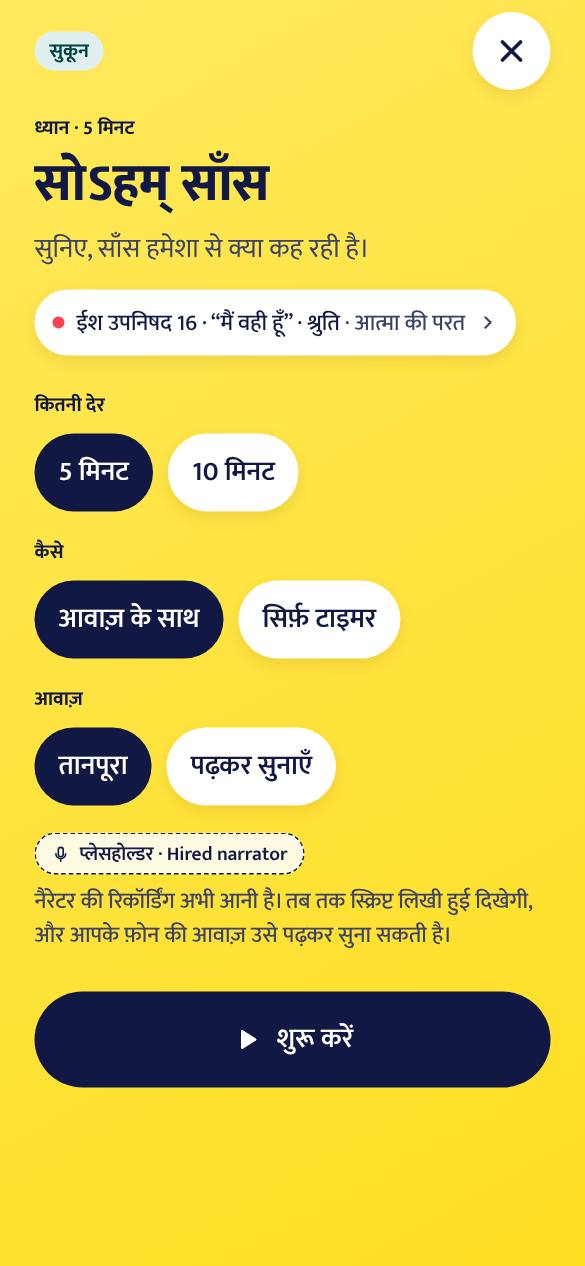 सुकून
ध्यान · 5 मिनट
सोऽहम् साँस
सुनिए, साँस हमेशा से क्या कह रही है।
ईश उपनिषद 16 · “मैं वही हूँ” · श्रुति · आत्मा की परत
कितनी देर
5 मिनट
10 मिनट
कैसे
आवाज़ के साथ
सिर्फ़ टाइमर
आवाज़
तानपूरा
पढ़कर सुनाएँ
प्लेसहोल्डर · Hired narrator
नैरेटर की रिकॉर्डिंग अभी आनी है। तब तक स्क्रिप्ट लिखी हुई दिखेगी,
और आपके फ़ोन की आवाज़ उसे पढ़कर सुना सकती है।
शुरू करें